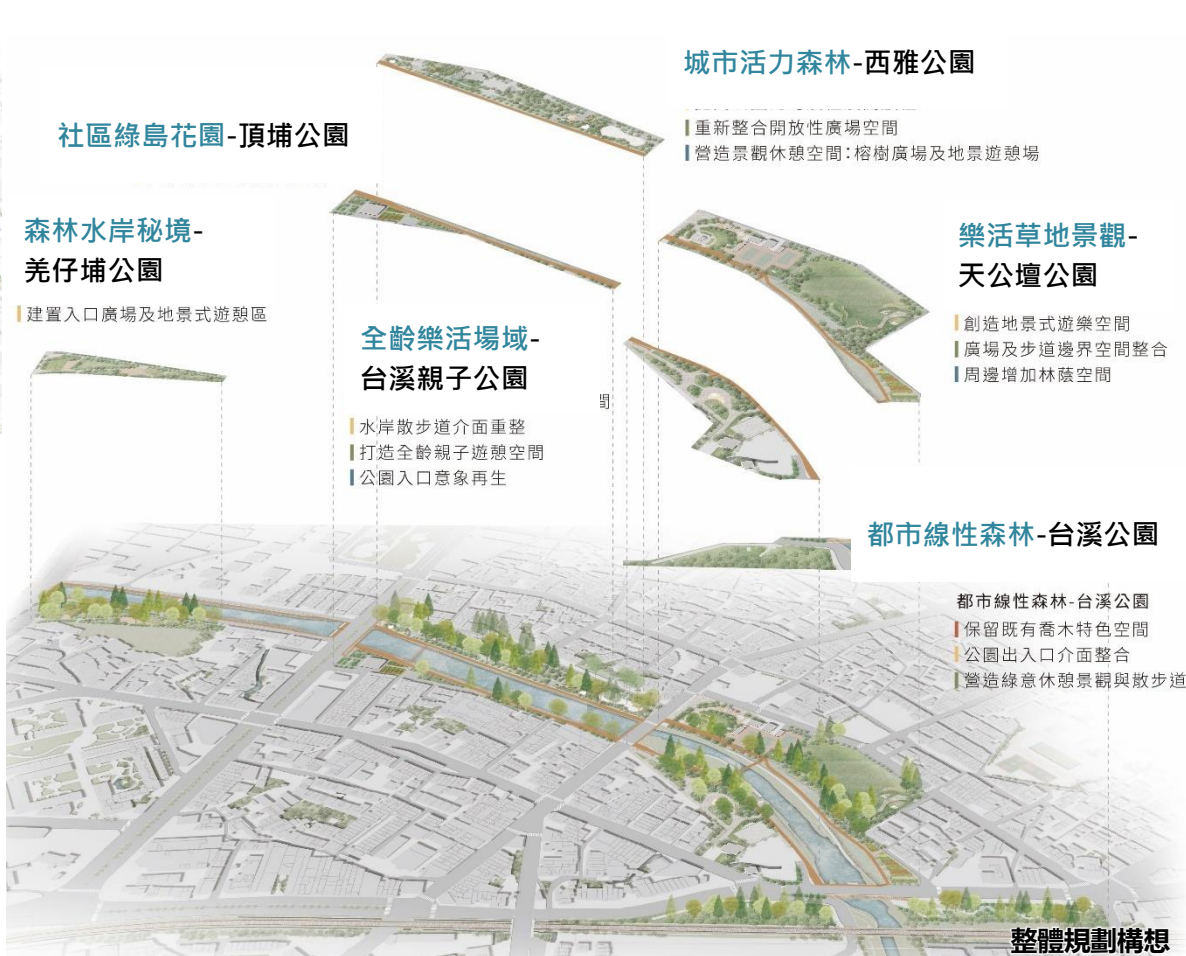 城市活力森林-西雅公園
重新整合開放性廣場空間
營造景觀休憩空間:榕樹廣場及地景遊憩場
社區綠島花園-頂埔公園
森林水岸秘境-
羌仔埔公園
建置入口廣場及地景式遊憩區
樂活草地景觀-
天公壇公園
創造地景式遊樂空間
廣場及步道邊界空間整合
周邊增加林蔭空間
全齡樂活場域-
台溪親子公園
間
水岸散步道介面重整
打造全齡親子遊憩空間
公園入口意象再生
都市線性森林-台溪公園
都市線性森林-台溪公園
保留既有喬木特色空間
公園出入口介面整合
營造綠意休憩景觀與散步道
整體規劃構想